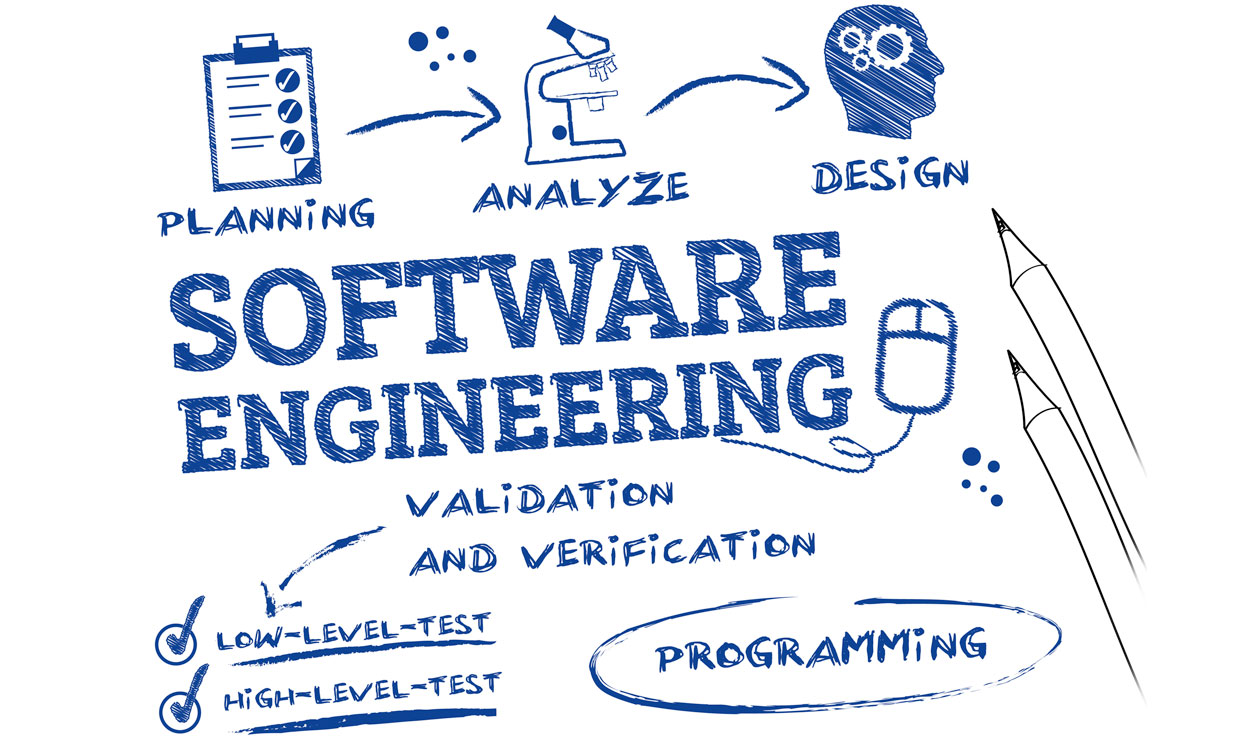 PLANNiNG
ANALYZE
DESiGN
SOFTWARE
ENGINEERING
VALiDATiON
AND VERiFiCATiON
LOW-LEVEL-TEST
HiGH-LEVEL-TEST
PROGRAMMiNG